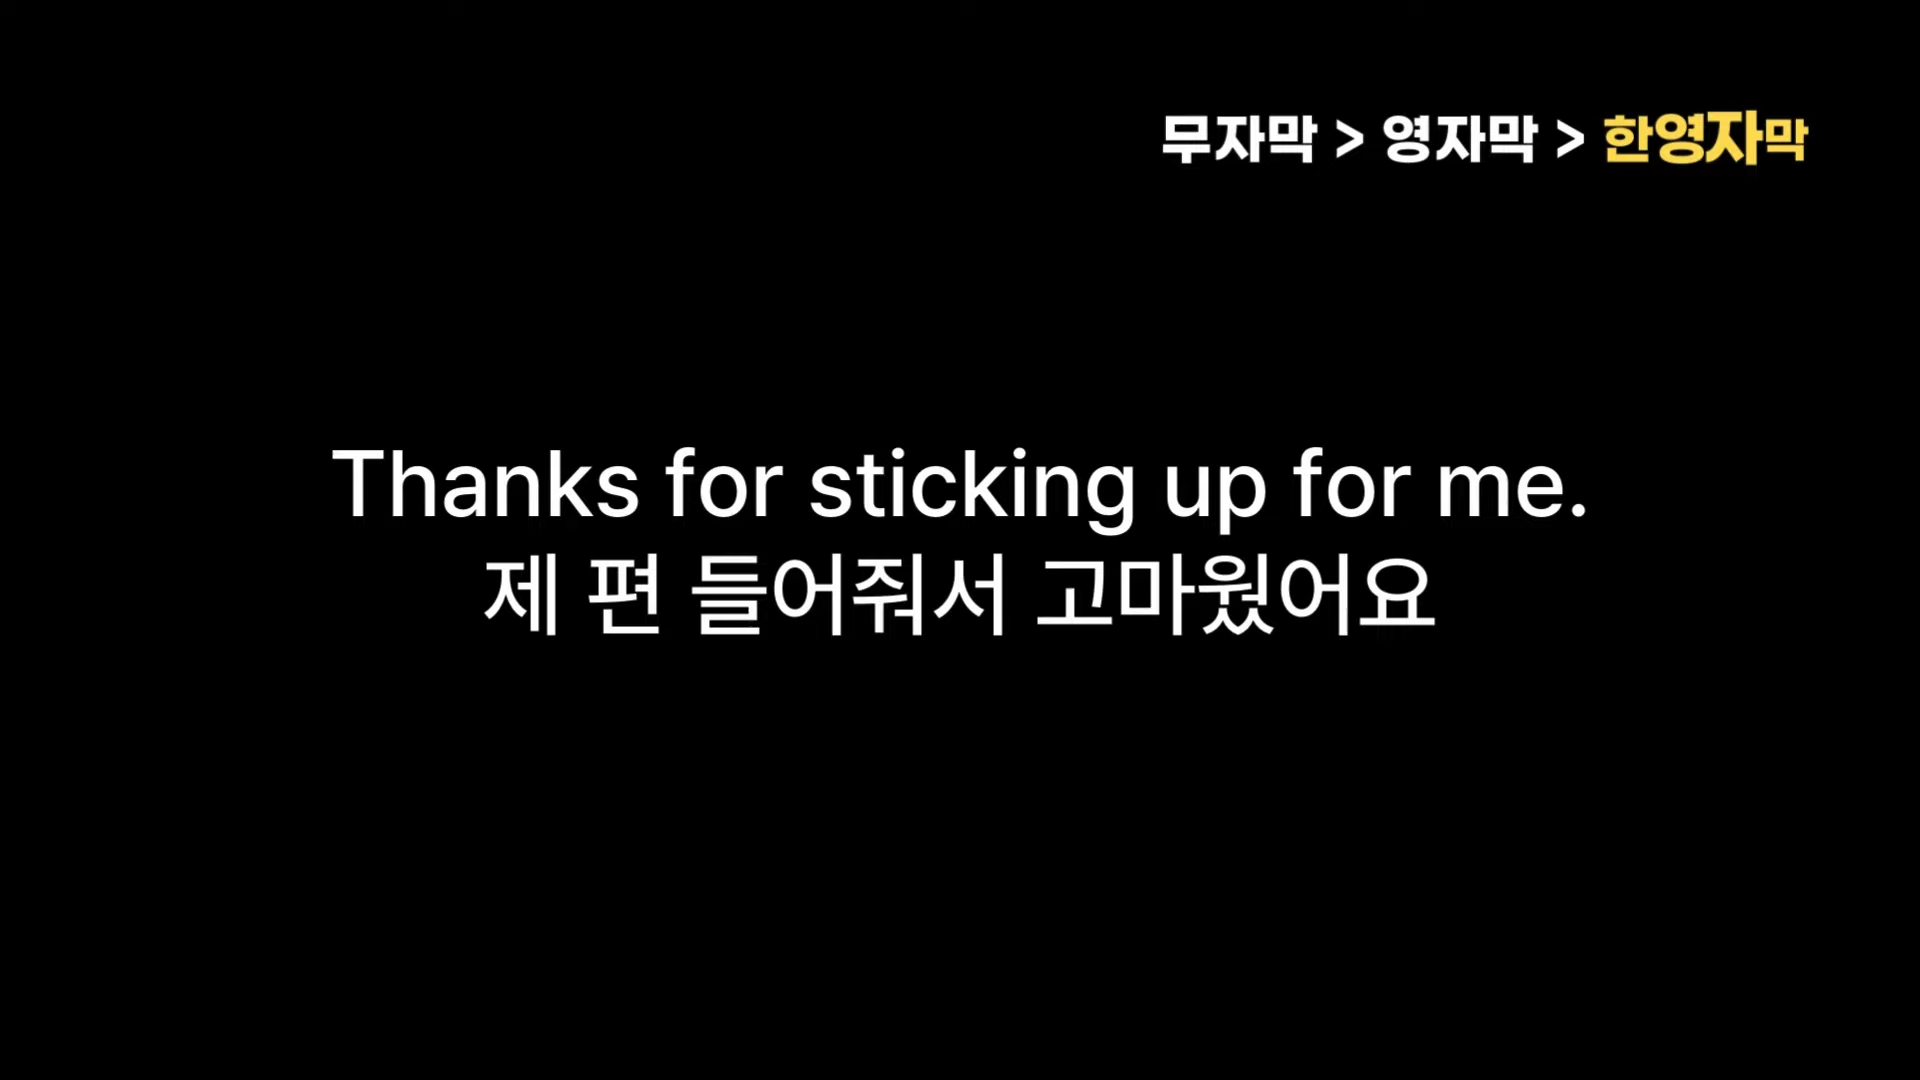 무자막 > 영자막 > 한영자막
Thanks for sticking up for me.
제 편 들어줘서 고마웠어요